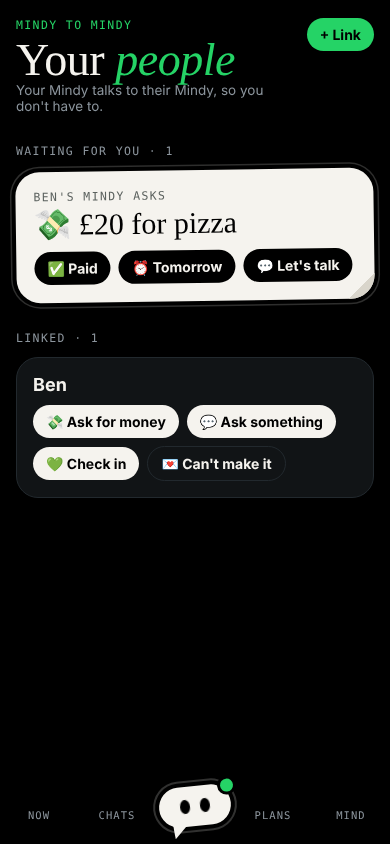 MINDY TO MINDY
Your people
+ Link
Your Mindy talks to their Mindy, so you
don't have to.
WAITING FOR YOU · 1
BEN'S MINDY ASKS
💸 £20 for pizza
✅ Paid
⏰ Tomorrow
💬 Let's talk
LINKED · 1
Ben
💸 Ask for money
💬 Ask something
💚 Check in
💌 Can't make it
NOW
CHATS
PLANS
MIND